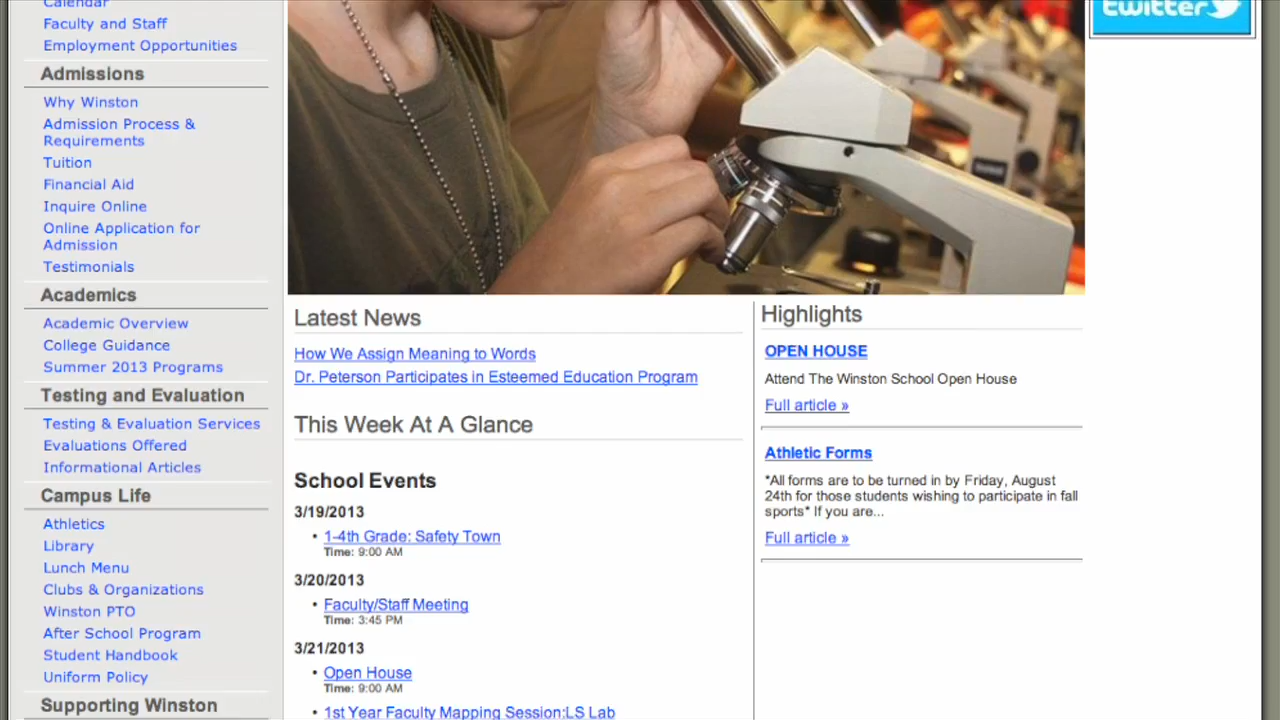 Calendar
Faculty and Staff
Employment Opportunities
Admissions
Why Winston
Admission Process &
Requirements
Tuition
Financial Aid
Inquire Online
Online Application for
Admission
Testimonials
Academics
Academic Overview
College Guidance
Summer 2013 Programs
Testing and Evaluation
Testing & Evaluation Services
Evaluations Offered
Informational Articles
Campus Life
Athletics
Library
Lunch Menu
Clubs & Organizations
Winston PTO
After School Program
Student Handbook
Uniform Policy
Supporting Winston
Latest News
How We Assign Meaning to Words
Dr. Peterson Participates in Esteemed Education Program
This Week At A Glance
School Events
3/19/2013
• 1-4th Grade: Safety Town
Time: 9:00 AM
3/20/2013
• Faculty/Staff Meeting
Time: 3:45 PM
3/21/2013
• Open House
Time: 9:00 AM
• 1st Year Faculty Mapping Session:LS Lab
twitter
Highlights
OPEN HOUSE
Attend The Winston School Open House
Full article »
Athletic Forms
*All forms are to be turned in by Friday, August
24th for those students wishing to participate in fall
sports* If you are...
Full article »